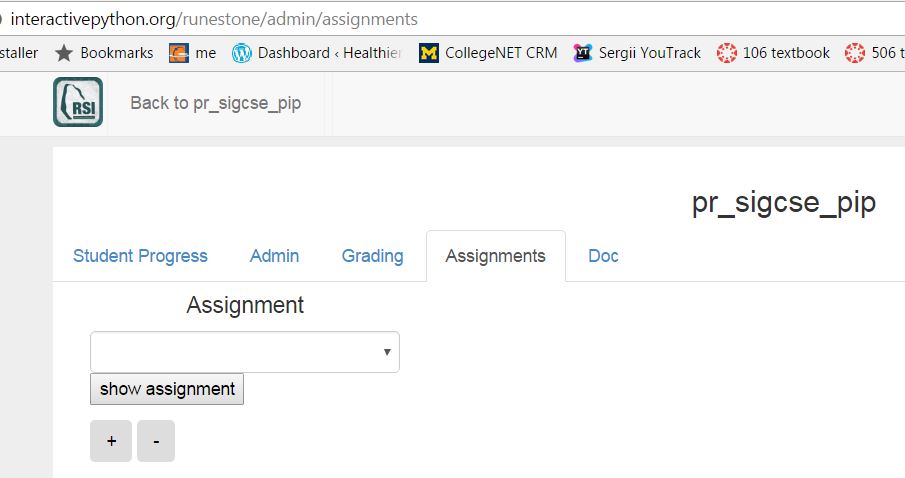 interactivepython.org/runestone/admin/assignments
staller Bookmarks me Dashboard ‹ Healthier CollegeNET CRM Sergii YouTrack 106 textbook 506 t
RSI Back to pr_sigcse_pip
pr_sigcse_pip
Student Progress Admin Grading Assignments Doc
Assignment
show assignment
+ -